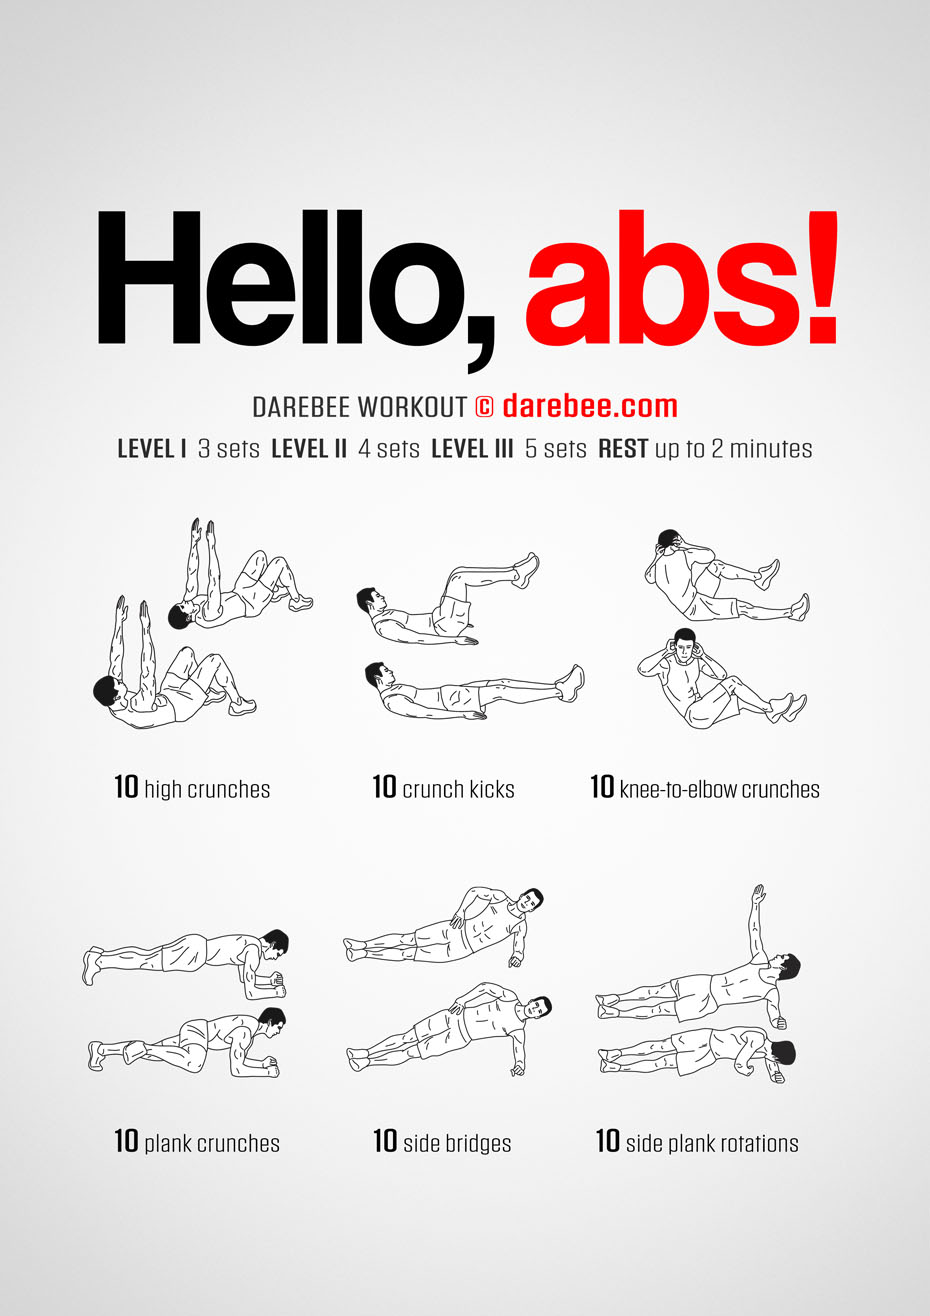 Hello, abs!
DAREBEE WORKOUT © darebee.com
LEVEL I 3 sets LEVEL II 4 sets LEVEL III 5 sets REST up to 2 minutes
10 high crunches
10 crunch kicks
10 knee-to-elbow crunches
10 plank crunches
10 side bridges
10 side plank rotations